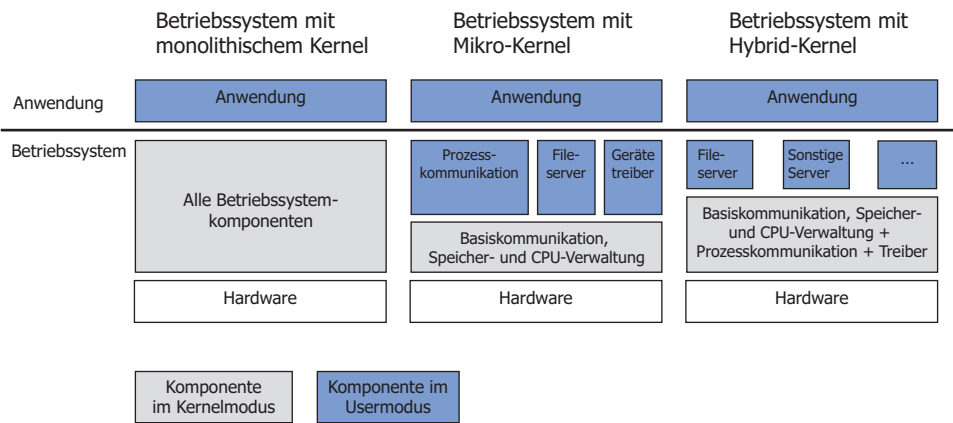 Betriebssystem mit
monolithischem Kernel
Betriebssystem mit
Mikro-Kernel
Betriebssystem mit
Hybrid-Kernel
Anwendung
Anwendung
Anwendung
Anwendung
Betriebssystem
Alle Betriebssystem-
komponenten
Prozess-
kommunikation
File-
server
Geräte
treiber
File-
server
Sonstige
Server
...
Basiskommunikation,
Speicher- und CPU-Verwaltung
Basiskommunikation, Speicher-
und CPU-Verwaltung +
Prozesskommunikation + Treiber
Hardware
Hardware
Hardware
Komponente
im Kernelmodus
Komponente im
Usermodus